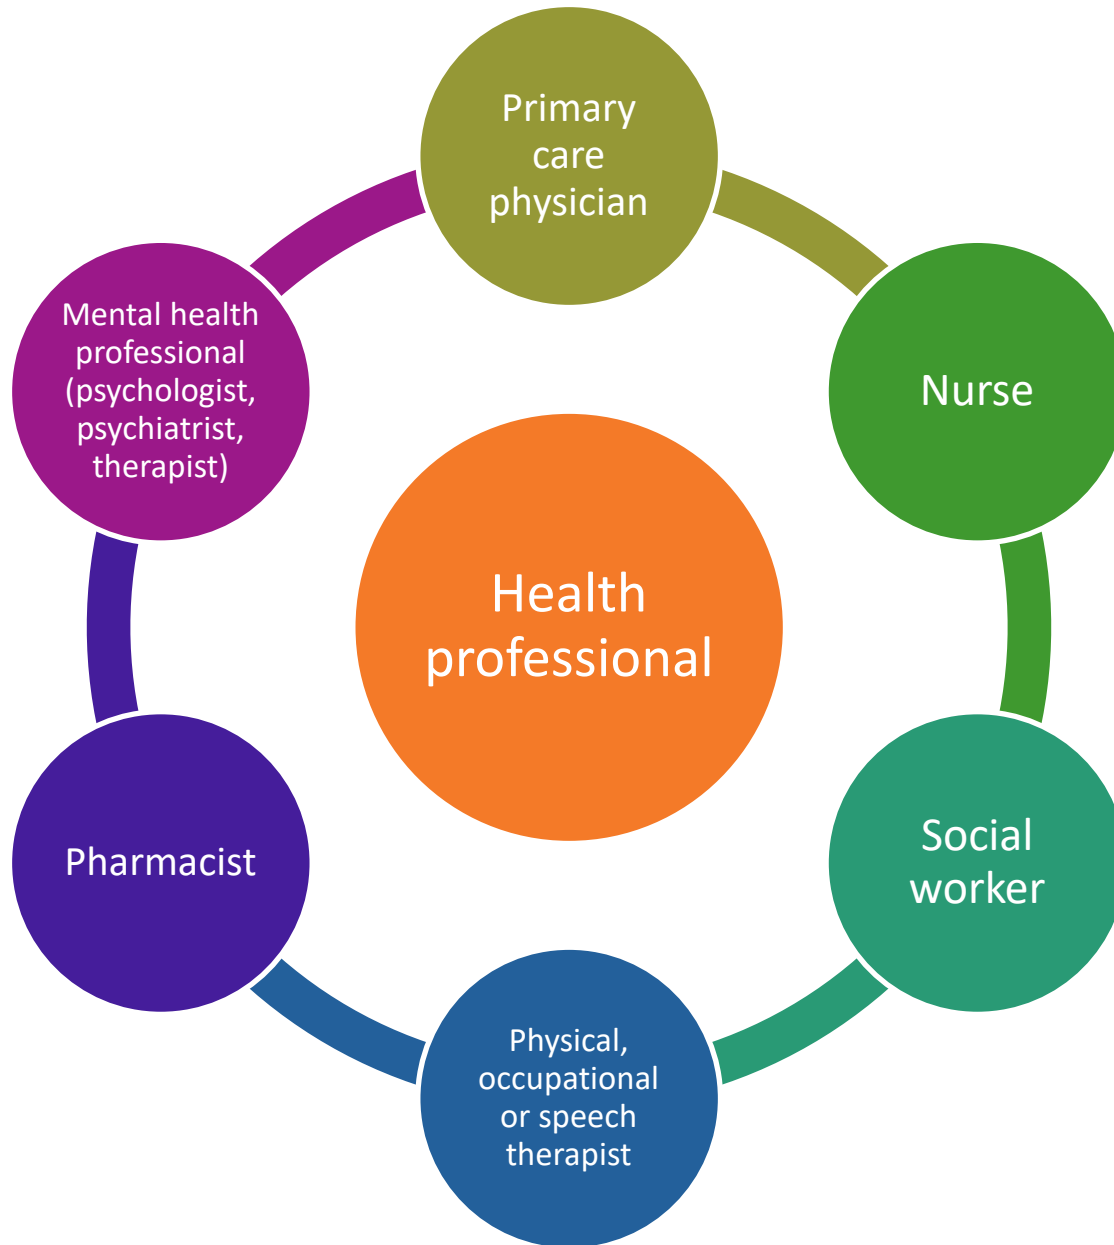 Primary
care
physician
Nurse
Social
worker
Physical,
occupational
or speech
therapist
Pharmacist
Mental health
professional
(psychologist,
psychiatrist,
therapist)
Health
professional